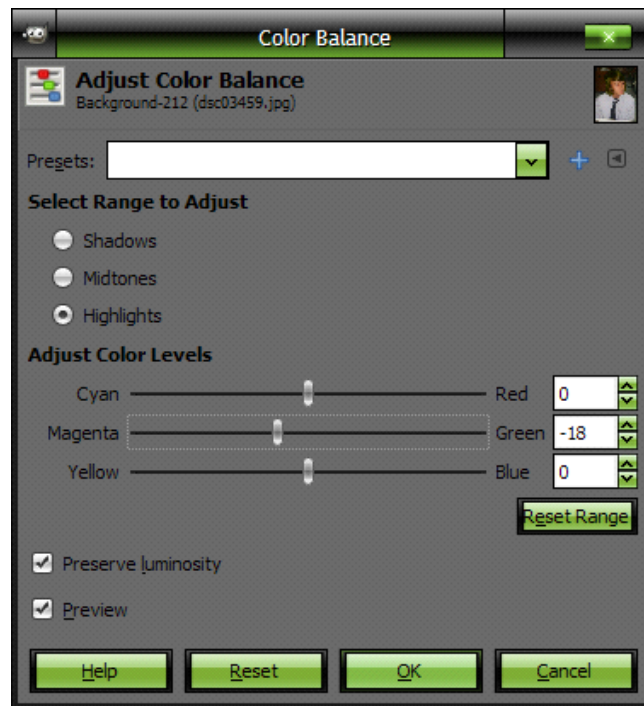 Color Balance
Adjust Color Balance
Background-212 (dsc03459.jpg)
Presets:
Select Range to Adjust
Shadows
Midtones
Highlights
Adjust Color Levels
Cyan Red 0
Magenta Green -18
Yellow Blue 0
Reset Range
Preserve luminosity
Preview
Help Reset OK Cancel